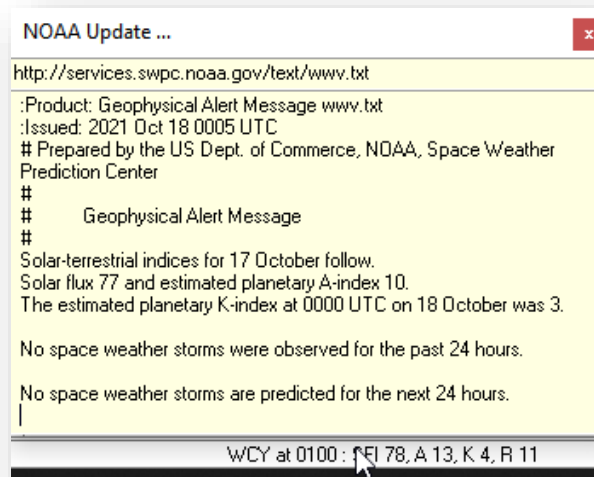 NOAA Update ...
x
http://services.swpc.noaa.gov/text/wwv.txt
:Product: Geophysical Alert Message wwv.txt
:Issued: 2021 Oct 18 0005 UTC
# Prepared by the US Dept. of Commerce, NOAA, Space Weather
Prediction Center
#
# Geophysical Alert Message
#
Solar-terrestrial indices for 17 October follow.
Solar flux 77 and estimated planetary A-index 10.
The estimated planetary K-index at 0000 UTC on 18 October was 3.
No space weather storms were observed for the past 24 hours.
No space weather storms are predicted for the next 24 hours.
WCY at 0100 : SFI 78, A 13, K 4, R 11